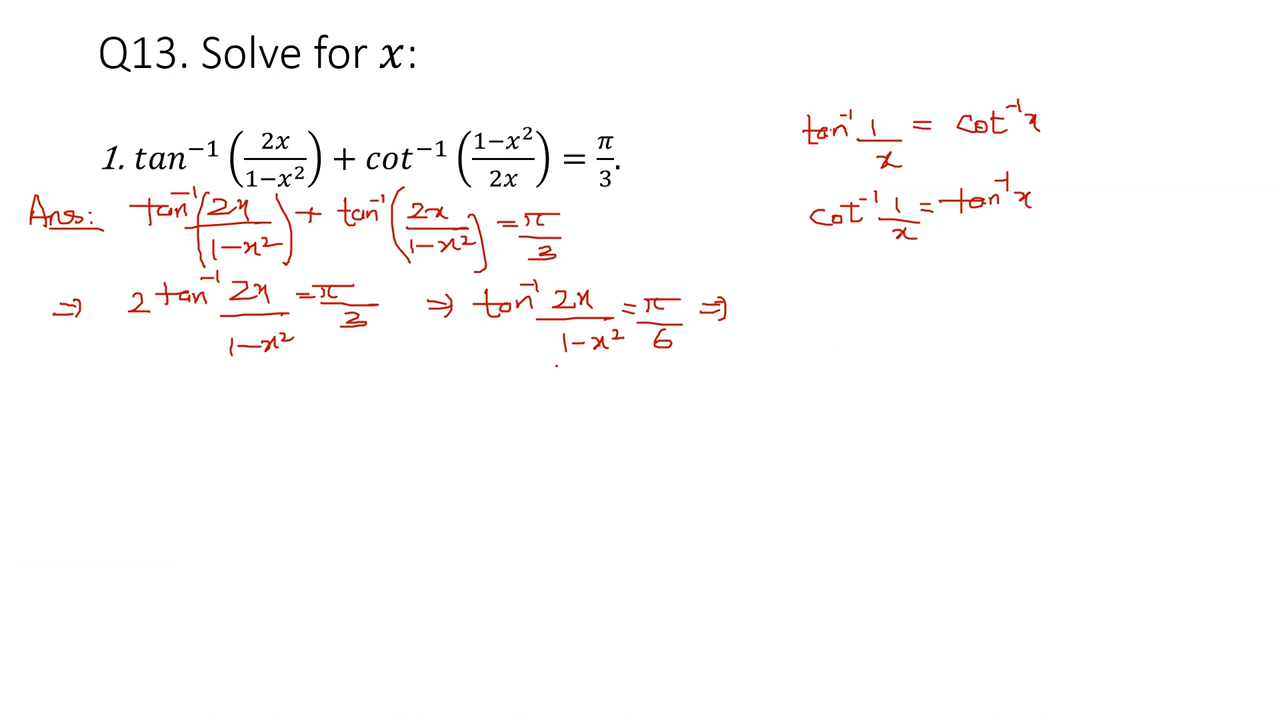 Q13. Solve for x:
1. tan⁻¹(2x/(1−x²)) + cot⁻¹((1−x²)/2x) = π/3.
tan⁻¹ 1/x = cot⁻¹x
cot⁻¹ 1/x = tan⁻¹x
Ans: tan⁻¹(2x/(1−x²)) + tan⁻¹(2x/(1−x²)) = π/3
⇒ 2 tan⁻¹ 2x/(1−x²) = π/3 ⇒ tan⁻¹ 2x/(1−x²) = π/6 ⇒